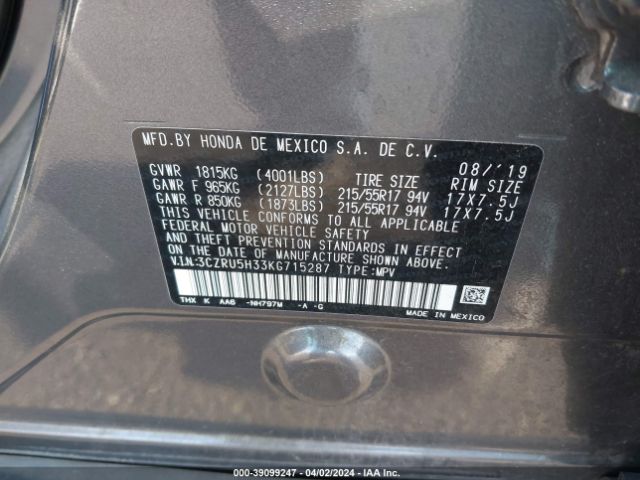 MFD.BY HONDA DE MEXICO S.A. DE C.V.
08/'19
GVWR 1815KG (4001LBS) TIRE SIZE RIM SIZE
GAWR F 965KG (2127LBS) 215/55R17 94V 17X7.5J
GAWR R 850KG (1873LBS) 215/55R17 94V 17X7.5J
THIS VEHICLE CONFORMS TO ALL APPLICABLE
FEDERAL MOTOR VEHICLE SAFETY
AND THEFT PREVENTION STANDARDS IN EFFECT
ON THE DATE OF MANUFACTURE SHOWN ABOVE.
V.I.N:3CZRU5H33KG715287 TYPE:MPV
THX K AA6 -NH797M -A -G
MADE IN MEXICO
000-39099247 - 04/02/2024 - IAA Inc.